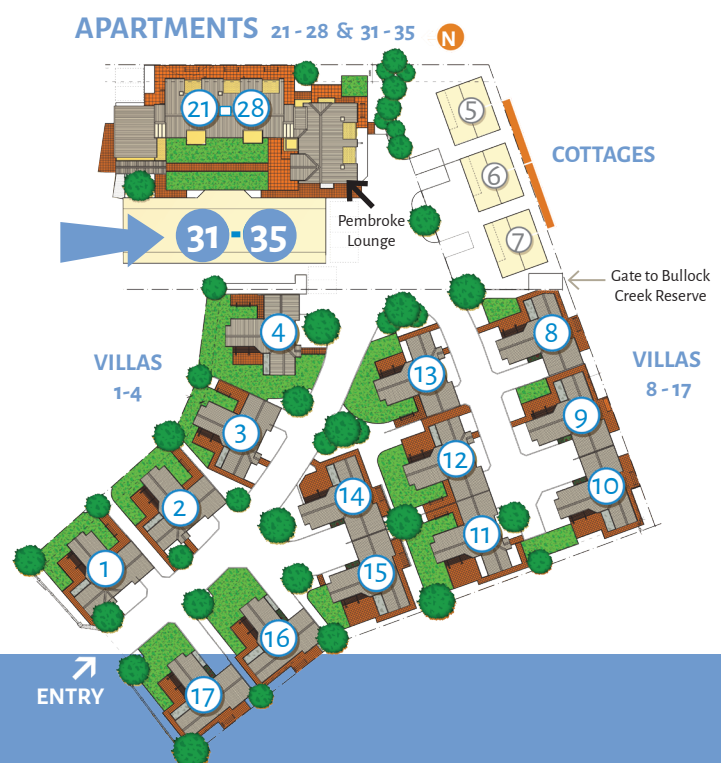 APARTMENTS 21 - 28 & 31 - 35 N
21 - 28
5
6
COTTAGES
7
Pembroke
Lounge
31 - 35
Gate to Bullock
Creek Reserve
4
8
VILLAS
1-4
13
VILLAS
8 - 17
3
9
12
14
10
2
11
1
15
16
ENTRY
17